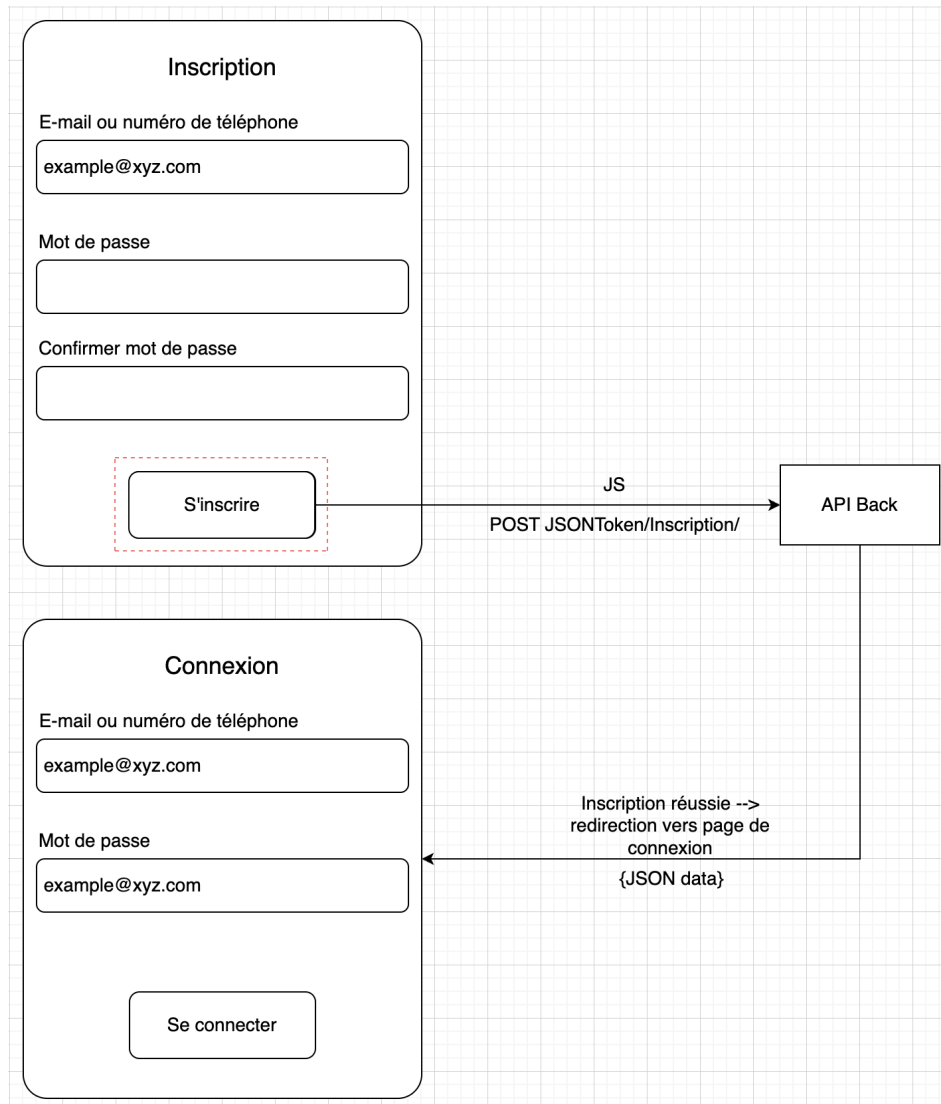 Inscription
E-mail ou numéro de téléphone
example@xyz.com
Mot de passe
Confirmer mot de passe
S'inscrire
JS
POST JSONToken/Inscription/
API Back
Connexion
E-mail ou numéro de téléphone
example@xyz.com
Mot de passe
example@xyz.com
Inscription réussie -->
redirection vers page de
connexion
{JSON data}
Se connecter